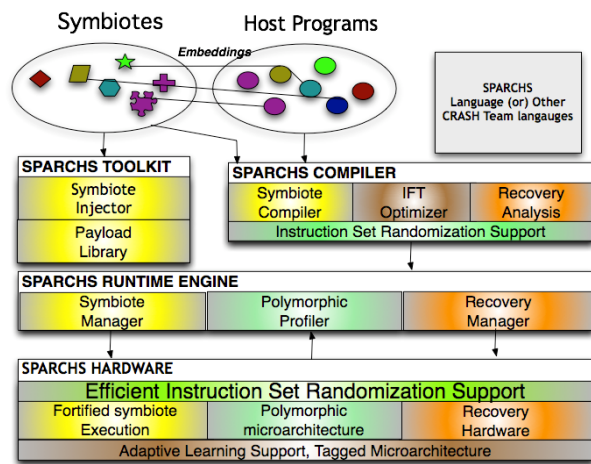 Symbiotes
Host Programs
Embeddings
SPARCHS
Language (or) Other
CRASH Team langauges
SPARCHS TOOLKIT
Symbiote
Injector
Payload
Library
SPARCHS COMPILER
Symbiote
Compiler
IFT
Optimizer
Recovery
Analysis
Instruction Set Randomization Support
SPARCHS RUNTIME ENGINE
Symbiote
Manager
Polymorphic
Profiler
Recovery
Manager
SPARCHS HARDWARE
Efficient Instruction Set Randomization Support
Fortified symbiote
Execution
Polymorphic
microarchitecture
Recovery
Hardware
Adaptive Learning Support, Tagged Microarchitecture